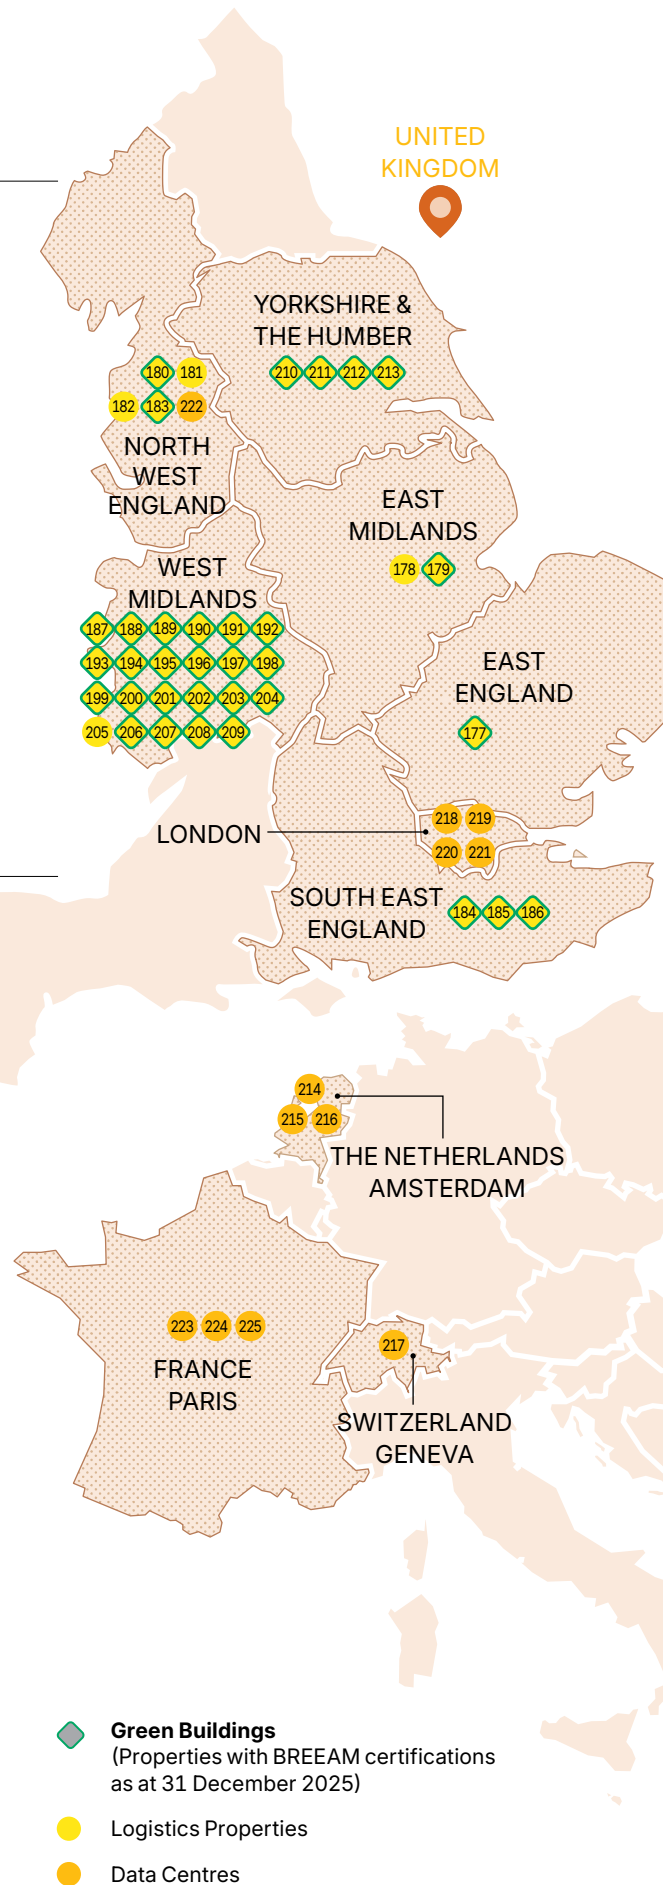 UNITED
KINGDOM
YORKSHIRE &
THE HUMBER
210 211 212 213
180 181
182 183 222
NORTH
WEST
ENGLAND
EAST
MIDLANDS
178 179
WEST
MIDLANDS
187 188 189 190 191 192
193 194 195 196 197 198
199 200 201 202 203 204
205 206 207 208 209
EAST
ENGLAND
177
LONDON
218 219
220 221
SOUTH EAST
ENGLAND
184 185 186
214
215 216
THE NETHERLANDS
AMSTERDAM
223 224 225
FRANCE
PARIS
217
SWITZERLAND
GENEVA
Green Buildings
(Properties with BREEAM certifications
as at 31 December 2025)
Logistics Properties
Data Centres